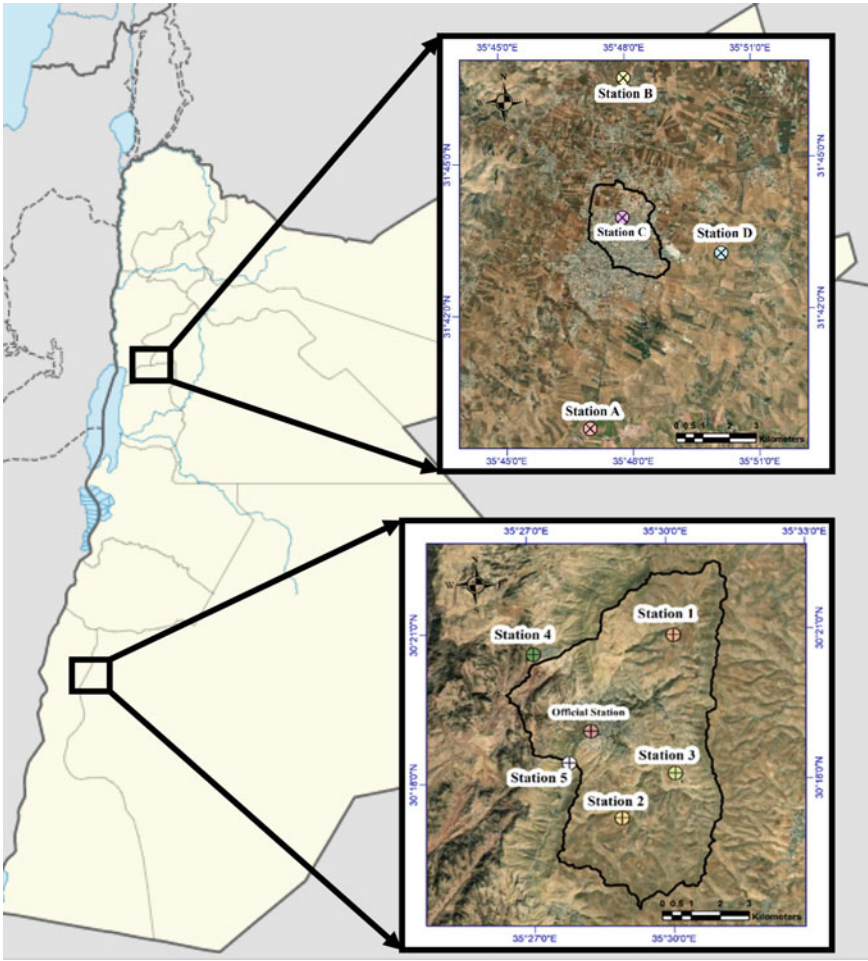 35°45'0"E 35°48'0"E 35°51'0"E
N
W E
S
Station B
31°45'0"N 31°45'0"N
Station C
Station D
31°42'0"N 31°42'0"N
Station A
0 0.5 1 2 3
Kilometers
35°45'0"E 35°48'0"E 35°51'0"E
35°27'0"E 35°30'0"E 35°33'0"E
N
W E
S
Station 1
30°21'0"N 30°21'0"N
Station 4
Official Station
Station 3
Station 5
30°18'0"N 30°18'0"N
Station 2
0 0.5 1 2 3
Kilometers
35°27'0"E 35°30'0"E